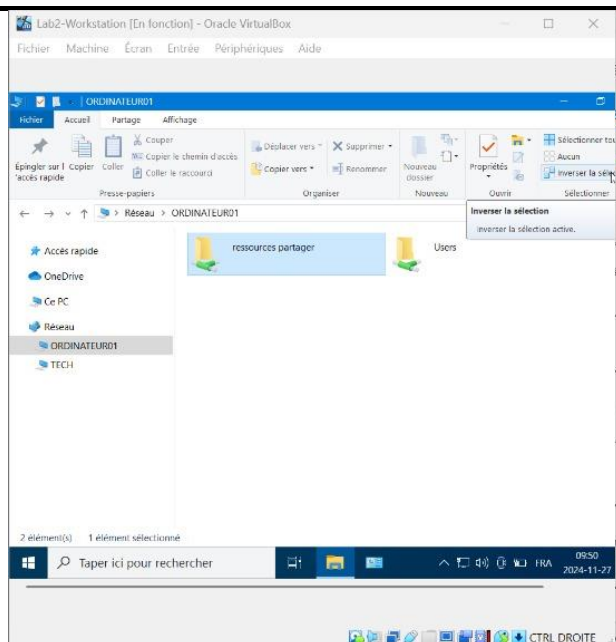 Lab2-Workstation [En fonction] - Oracle VirtualBox
Fichier Machine Écran Entrée Périphériques Aide
ORDINATEUR01
Fichier Accueil Partage Affichage
Épingler sur l'accès rapide
Copier
Coller
Couper
Copier le chemin d'accès
Coller le raccourci
Presse-papiers
Déplacer vers
Copier vers
Supprimer
Renommer
Organiser
Nouveau dossier
Nouveau
Propriétés
Ouvrir
Sélectionner tou
Aucun
Inverser la sélec
Sélectionner
Réseau > ORDINATEUR01
Inverser la sélection
Inverser la sélection active.
Accès rapide
OneDrive
Ce PC
Réseau
ORDINATEUR01
TECH
ressources partager
Users
2 élément(s) 1 élément sélectionné
Taper ici pour rechercher
FRA
09:50
2024-11-27
CTRL DROITE